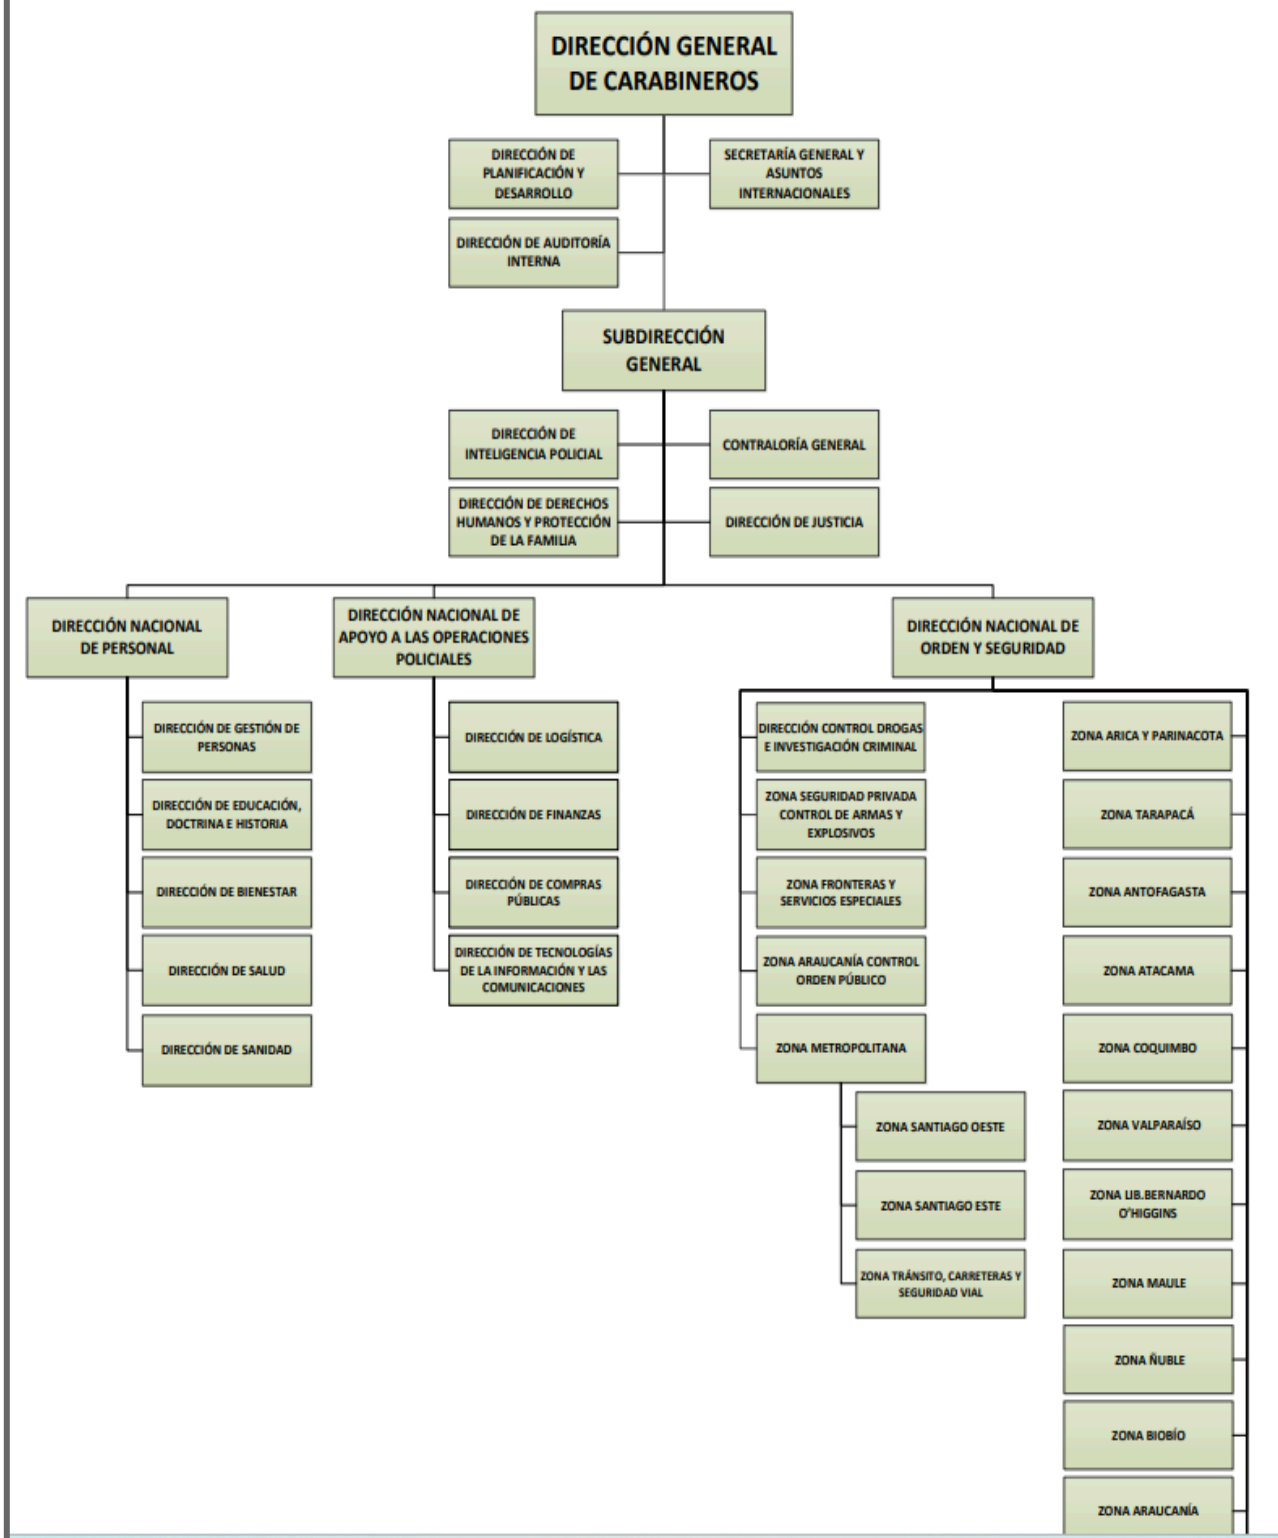 DIRECCIÓN GENERAL
DE CARABINEROS
DIRECCIÓN DE
PLANIFICACIÓN Y
DESARROLLO
SECRETARÍA GENERAL Y
ASUNTOS
INTERNACIONALES
DIRECCIÓN DE AUDITORÍA
INTERNA
SUBDIRECCIÓN
GENERAL
DIRECCIÓN DE
INTELIGENCIA POLICIAL
CONTRALORÍA GENERAL
DIRECCIÓN DE DERECHOS
HUMANOS Y PROTECCIÓN
DE LA FAMILIA
DIRECCIÓN DE JUSTICIA
DIRECCIÓN NACIONAL
DE PERSONAL
DIRECCIÓN DE GESTIÓN DE
PERSONAS
DIRECCIÓN DE EDUCACIÓN,
DOCTRINA E HISTORIA
DIRECCIÓN DE BIENESTAR
DIRECCIÓN DE SALUD
DIRECCIÓN DE SANIDAD
DIRECCIÓN NACIONAL DE
APOYO A LAS OPERACIONES
POLICIALES
DIRECCIÓN DE LOGÍSTICA
DIRECCIÓN DE FINANZAS
DIRECCIÓN DE COMPRAS
PÚBLICAS
DIRECCIÓN DE TECNOLOGÍAS
DE LA INFORMACIÓN Y LAS
COMUNICACIONES
DIRECCIÓN NACIONAL DE
ORDEN Y SEGURIDAD
DIRECCIÓN CONTROL DROGAS
E INVESTIGACIÓN CRIMINAL
ZONA SEGURIDAD PRIVADA
CONTROL DE ARMAS Y
EXPLOSIVOS
ZONA FRONTERAS Y
SERVICIOS ESPECIALES
ZONA ARAUCANÍA CONTROL
ORDEN PÚBLICO
ZONA METROPOLITANA
ZONA SANTIAGO OESTE
ZONA SANTIAGO ESTE
ZONA TRÁNSITO, CARRETERAS Y
SEGURIDAD VIAL
ZONA ARICA Y PARINACOTA
ZONA TARAPACÁ
ZONA ANTOFAGASTA
ZONA ATACAMA
ZONA COQUIMBO
ZONA VALPARAÍSO
ZONA LIB.BERNARDO
O'HIGGINS
ZONA MAULE
ZONA ÑUBLE
ZONA BIOBÍO
ZONA ARAUCANÍA